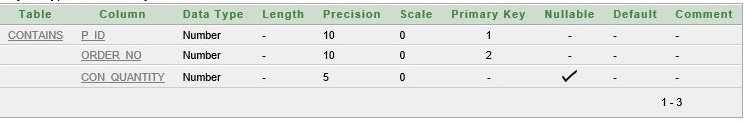 Table Column Data Type Length Precision Scale Primary Key Nullable Default Comment
CONTAINS P_ID Number - 10 0 1 - - -
ORDER_NO Number - 10 0 2 - - -
CON_QUANTITY Number - 5 0 - ✓ - -
1 - 3